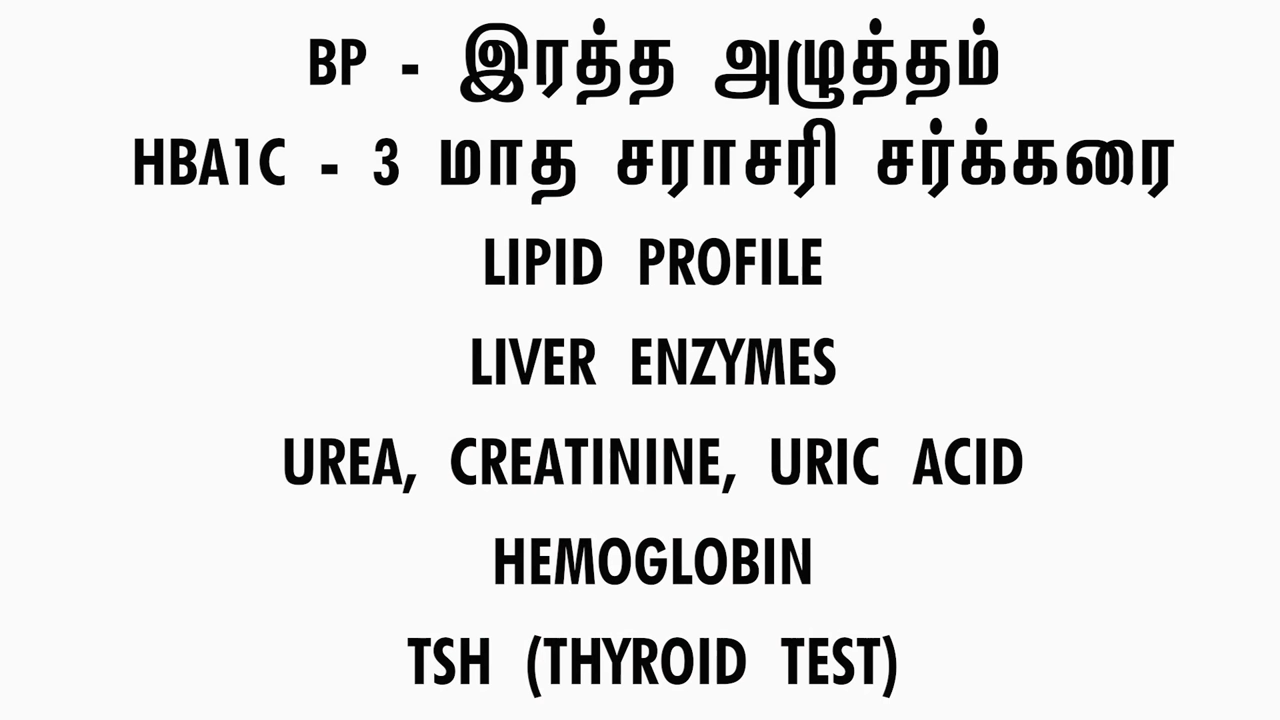 BP - இரத்த அழுத்தம்
HBA1C - 3 மாத சராசரி சர்க்கரை
LIPID PROFILE
LIVER ENZYMES
UREA, CREATININE, URIC ACID
HEMOGLOBIN
TSH (THYROID TEST)